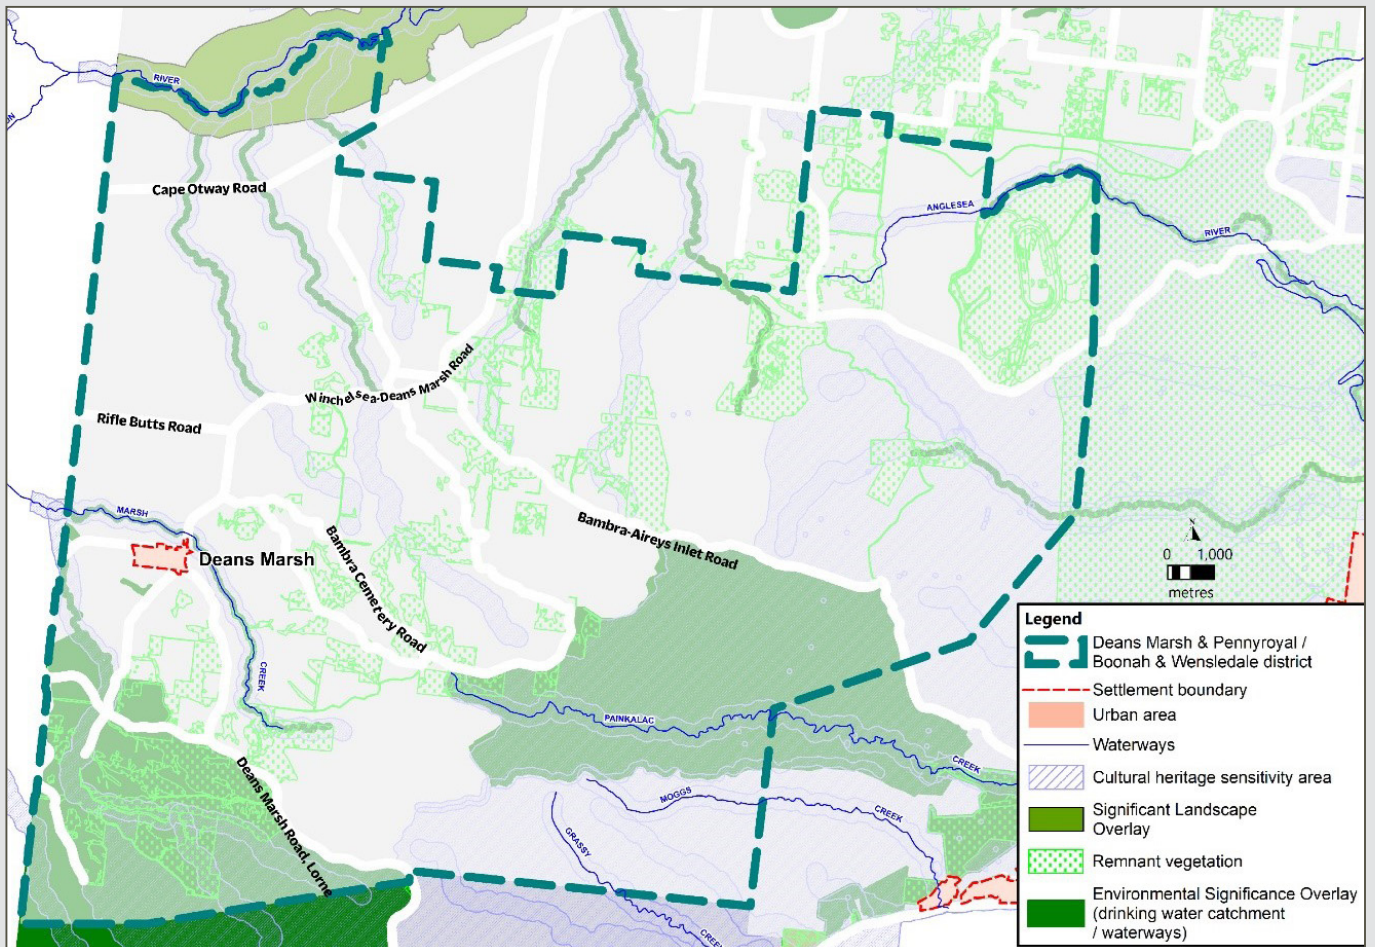 RIVER
ON
Cape Otway Road
ANGLESEA
RIVER
Winchelsea-Deans Marsh Road
Rifle Butts Road
MARSH
Deans Marsh
Bambra Cemetery Road
Bambra-Aireys Inlet Road
N
0 1,000
metres
CREEK
PAINKALAC
CREEK
MOGGS
CREEK
GRASSY
CREEK
Deans Marsh Road, Lorne
Legend
Deans Marsh & Pennyroyal /
Boonah & Wensledale district
Settlement boundary
Urban area
Waterways
Cultural heritage sensitivity area
Significant Landscape
Overlay
Remnant vegetation
Environmental Significance Overlay
(drinking water catchment
/ waterways)